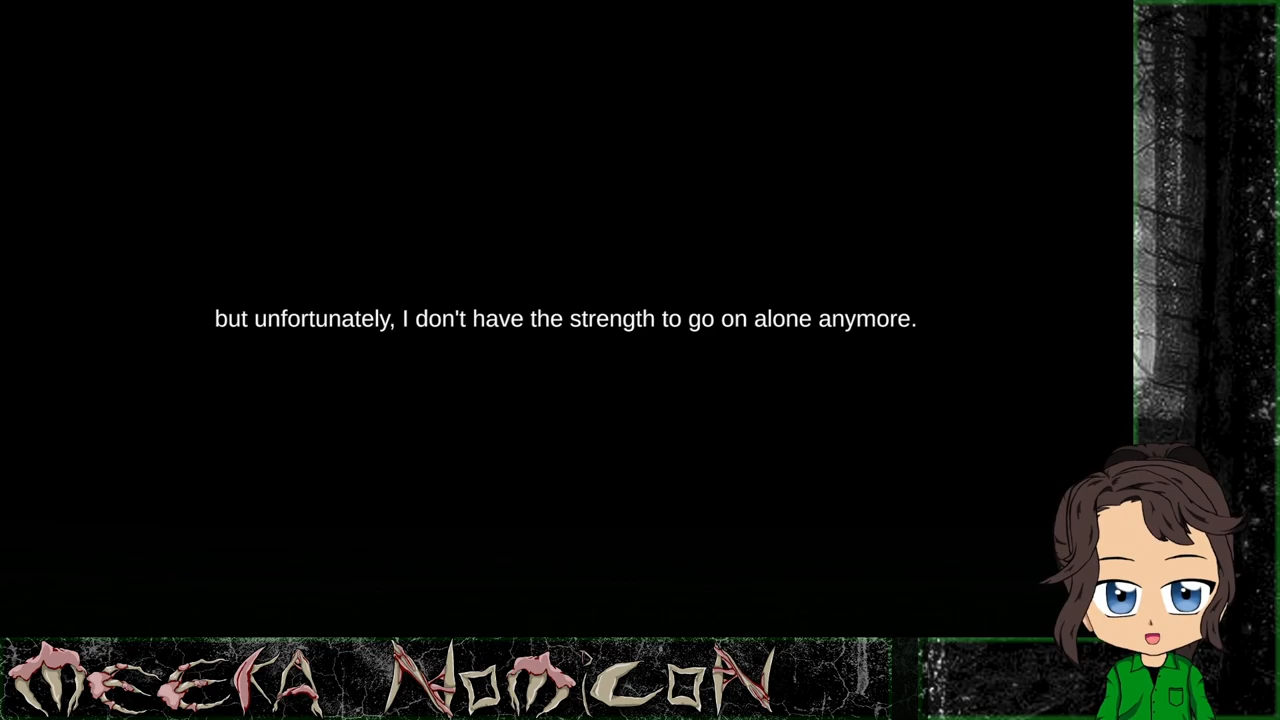 but unfortunately, I don't have the strength to go on alone anymore.
MEEKA NOMICON